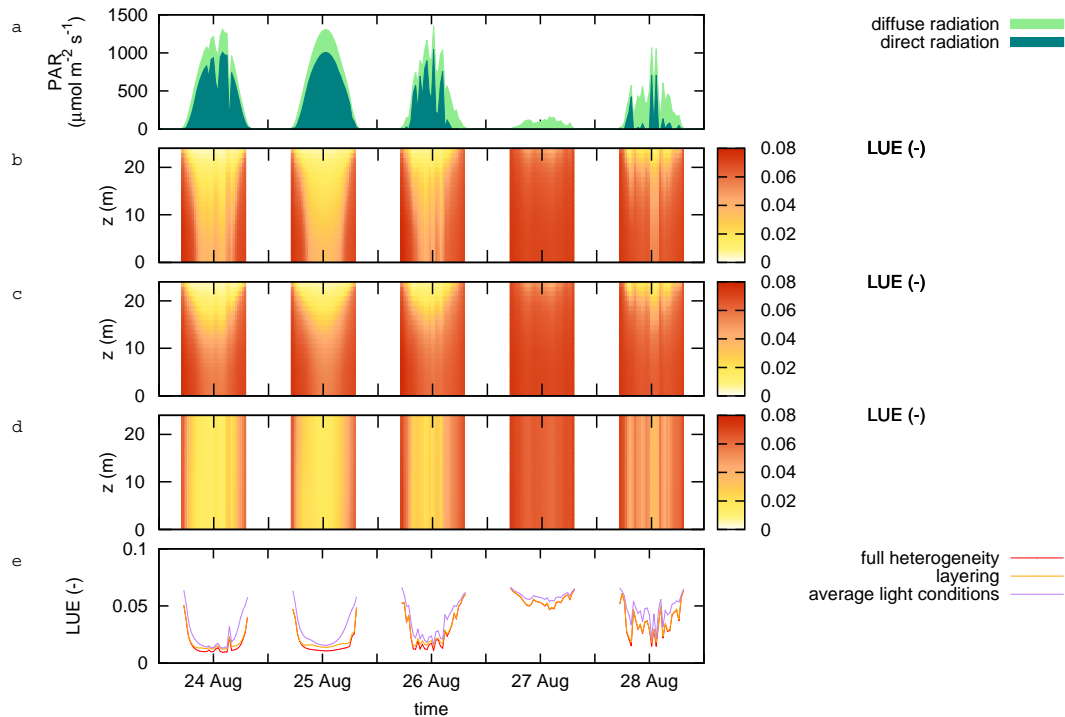 a
1500
1000
500
0
PAR
(μmol m-2 s-1)
diffuse radiation
direct radiation
b
20
10
0
z (m)
0.08
0.06
0.04
0.02
0
LUE (-)
c
20
10
0
z (m)
0.08
0.06
0.04
0.02
0
LUE (-)
d
20
10
0
z (m)
0.08
0.06
0.04
0.02
0
LUE (-)
e
0.1
0.05
0
LUE (-)
full heterogeneity
layering
average light conditions
24 Aug 25 Aug 26 Aug 27 Aug 28 Aug
time